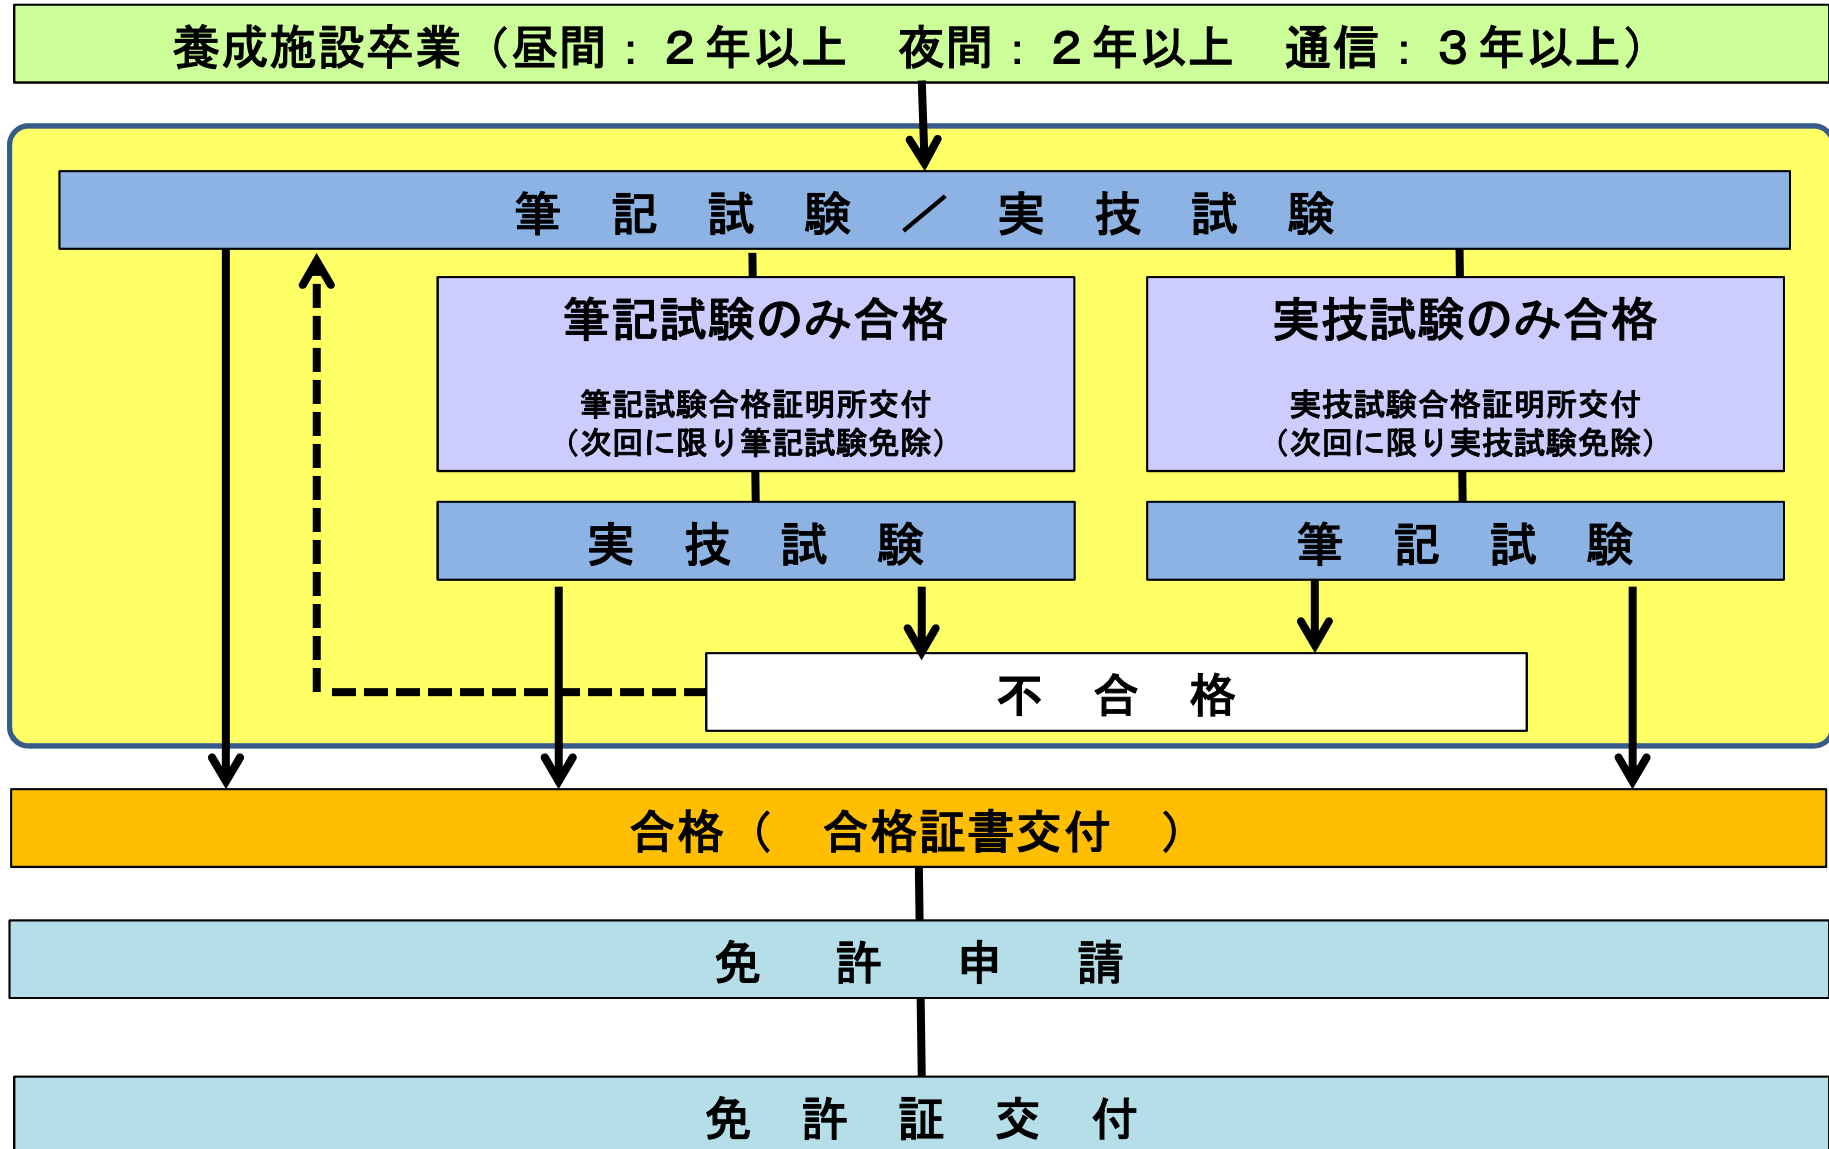 養成施設卒業（昼間：２年以上　夜間：２年以上　通信：３年以上）
筆　記　試　験　／　実　技　試　験
筆記試験のみ合格
筆記試験合格証明所交付
（次回に限り筆記試験免除）
実技試験のみ合格
実技試験合格証明所交付
（次回に限り実技試験免除）
実　技　試　験
筆　記　試　験
不　合　格
合格（　合格証書交付　）
免　許　申　請
免　許　証　交　付